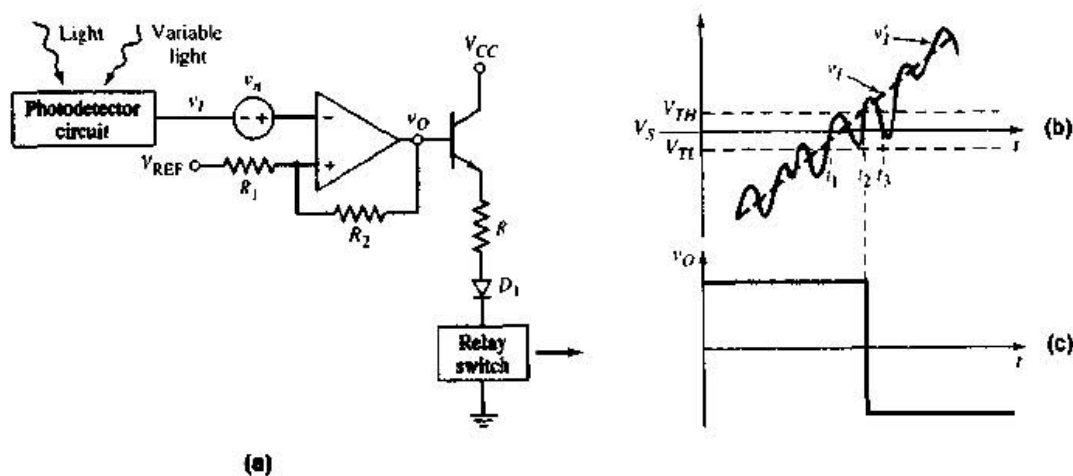 Light
Variable
light
V_CC
Photodetector
circuit
v_I
v_n
v_O
V_REF
R_1
R_2
R
D_1
Relay
switch
(a)
v'_I
v_I
V_TH
V_S
V_TL
t
t_1
t_2
t_3
(b)
v_O
t
(c)